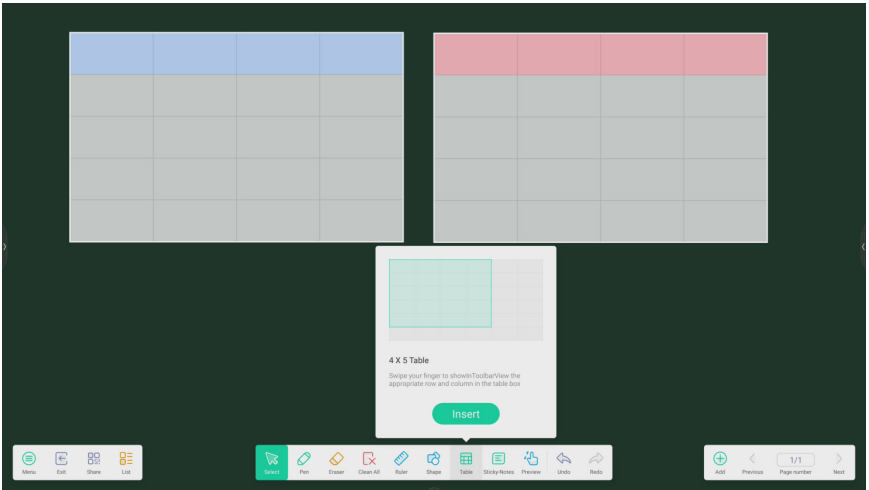 4 X 5 Table
Swipe your finger to showInToolbarView the
appropriate row and column in the table box
Insert
Menu Exit Share List
Select Pen Eraser Clean All Ruler Shape Table Sticky-Notes Preview Undo Redo
1/1
Add Previous Page number Next